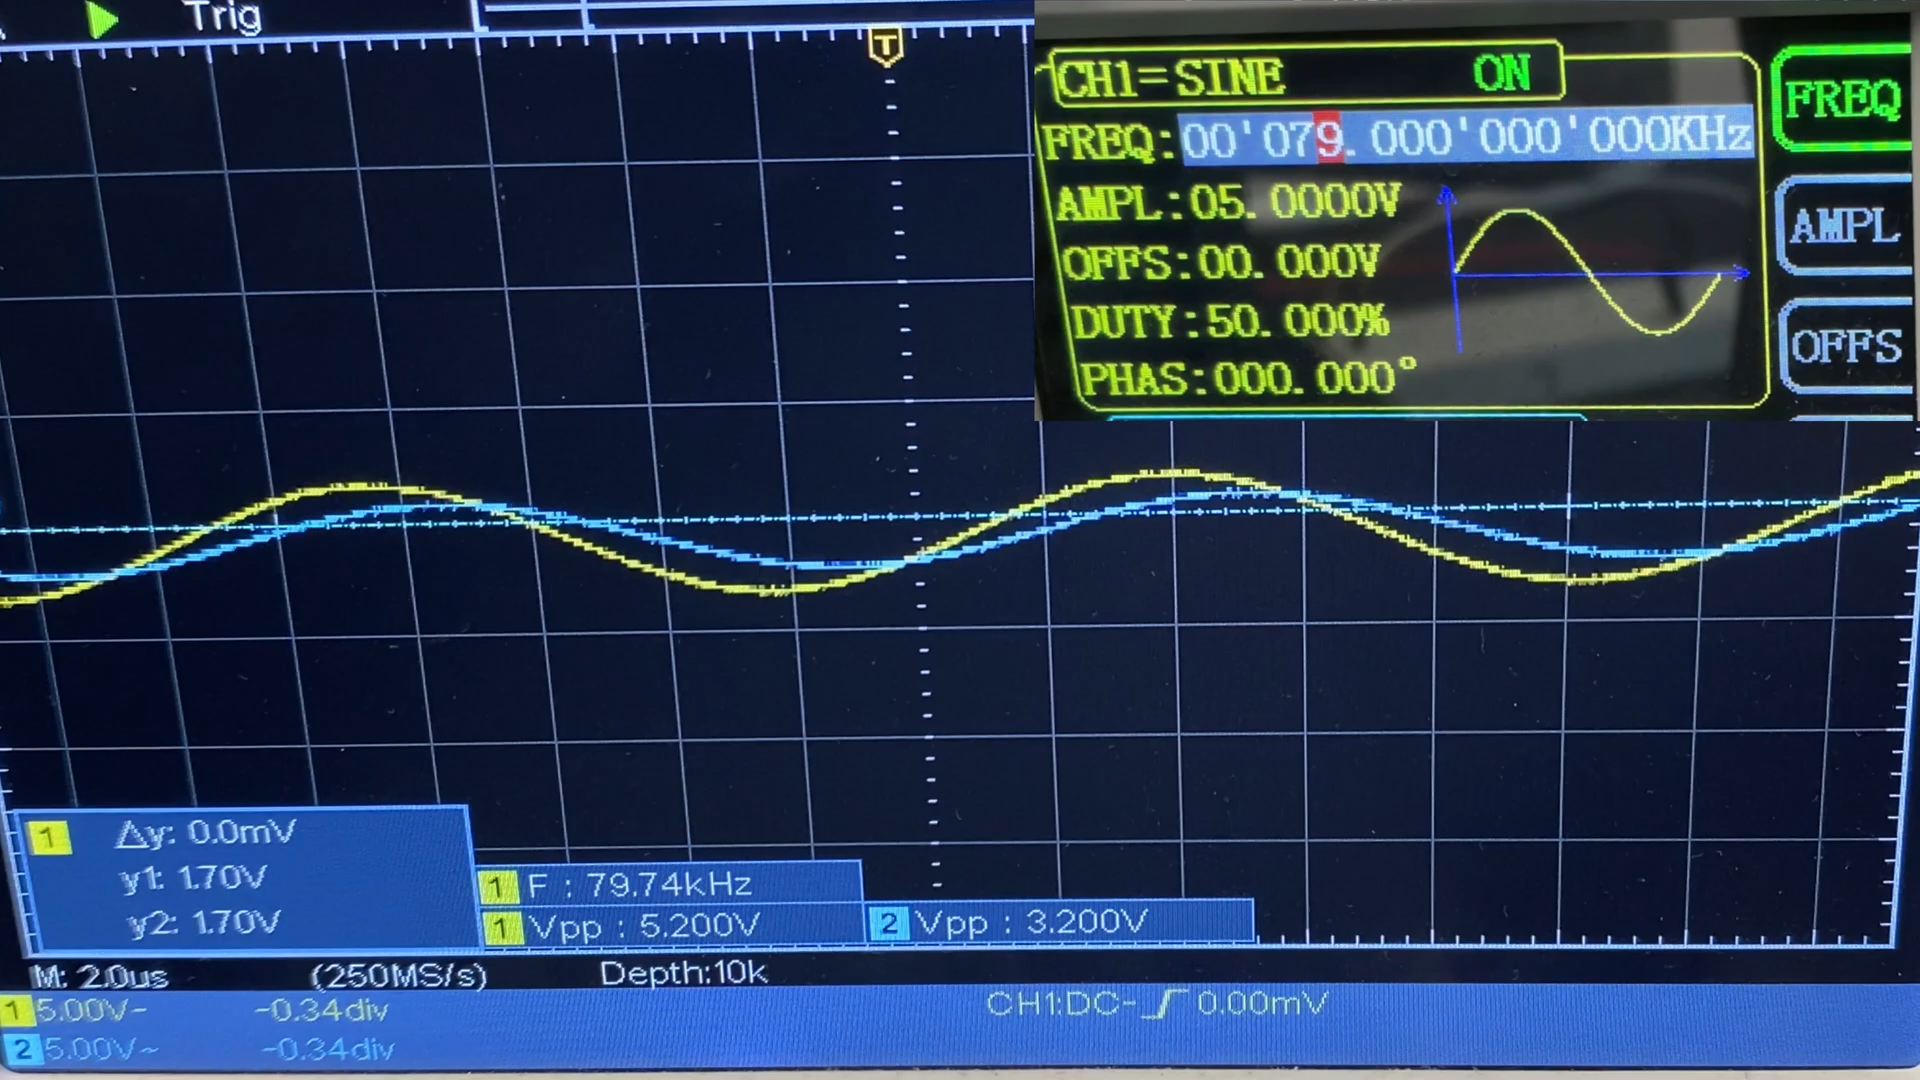 Trig
T
CH1=SINE ON
FREQ:00'079.000'000'000KHz
AMPL:05.0000V
OFFS:00.000V
DUTY:50.000%
PHAS:000.000°
FREQ
AMPL
OFFS
1 Δy: 0.0mV
y1: 1.70V
y2: 1.70V
1 F : 79.74kHz
1 Vpp : 5.200V
2 Vpp : 3.200V
M: 2.0us (250MS/s) Depth:10k
1 5.00V~ -0.34div
CH1:DC- 0.00mV
2 5.00V~ -0.34div